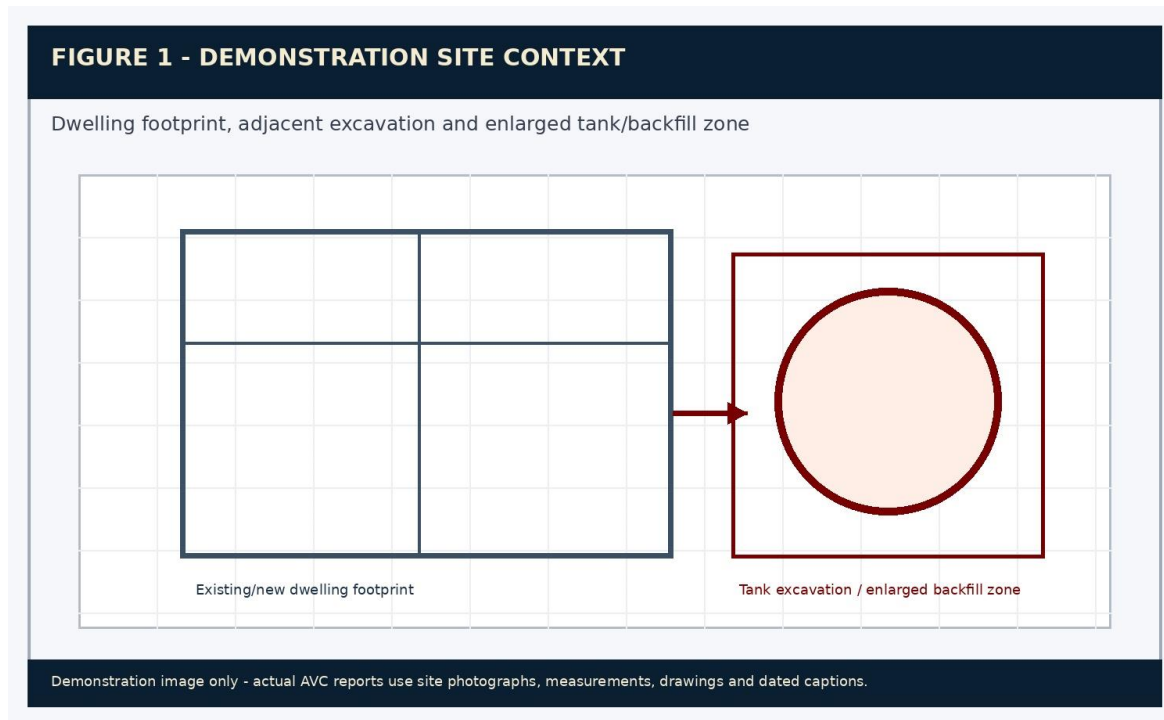 FIGURE 1 - DEMONSTRATION SITE CONTEXT
Dwelling footprint, adjacent excavation and enlarged tank/backfill zone
Existing/new dwelling footprint
Tank excavation / enlarged backfill zone
Demonstration image only - actual AVC reports use site photographs, measurements, drawings and dated captions.